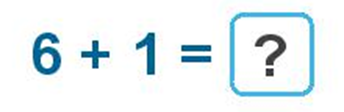 6 + 1 = ?